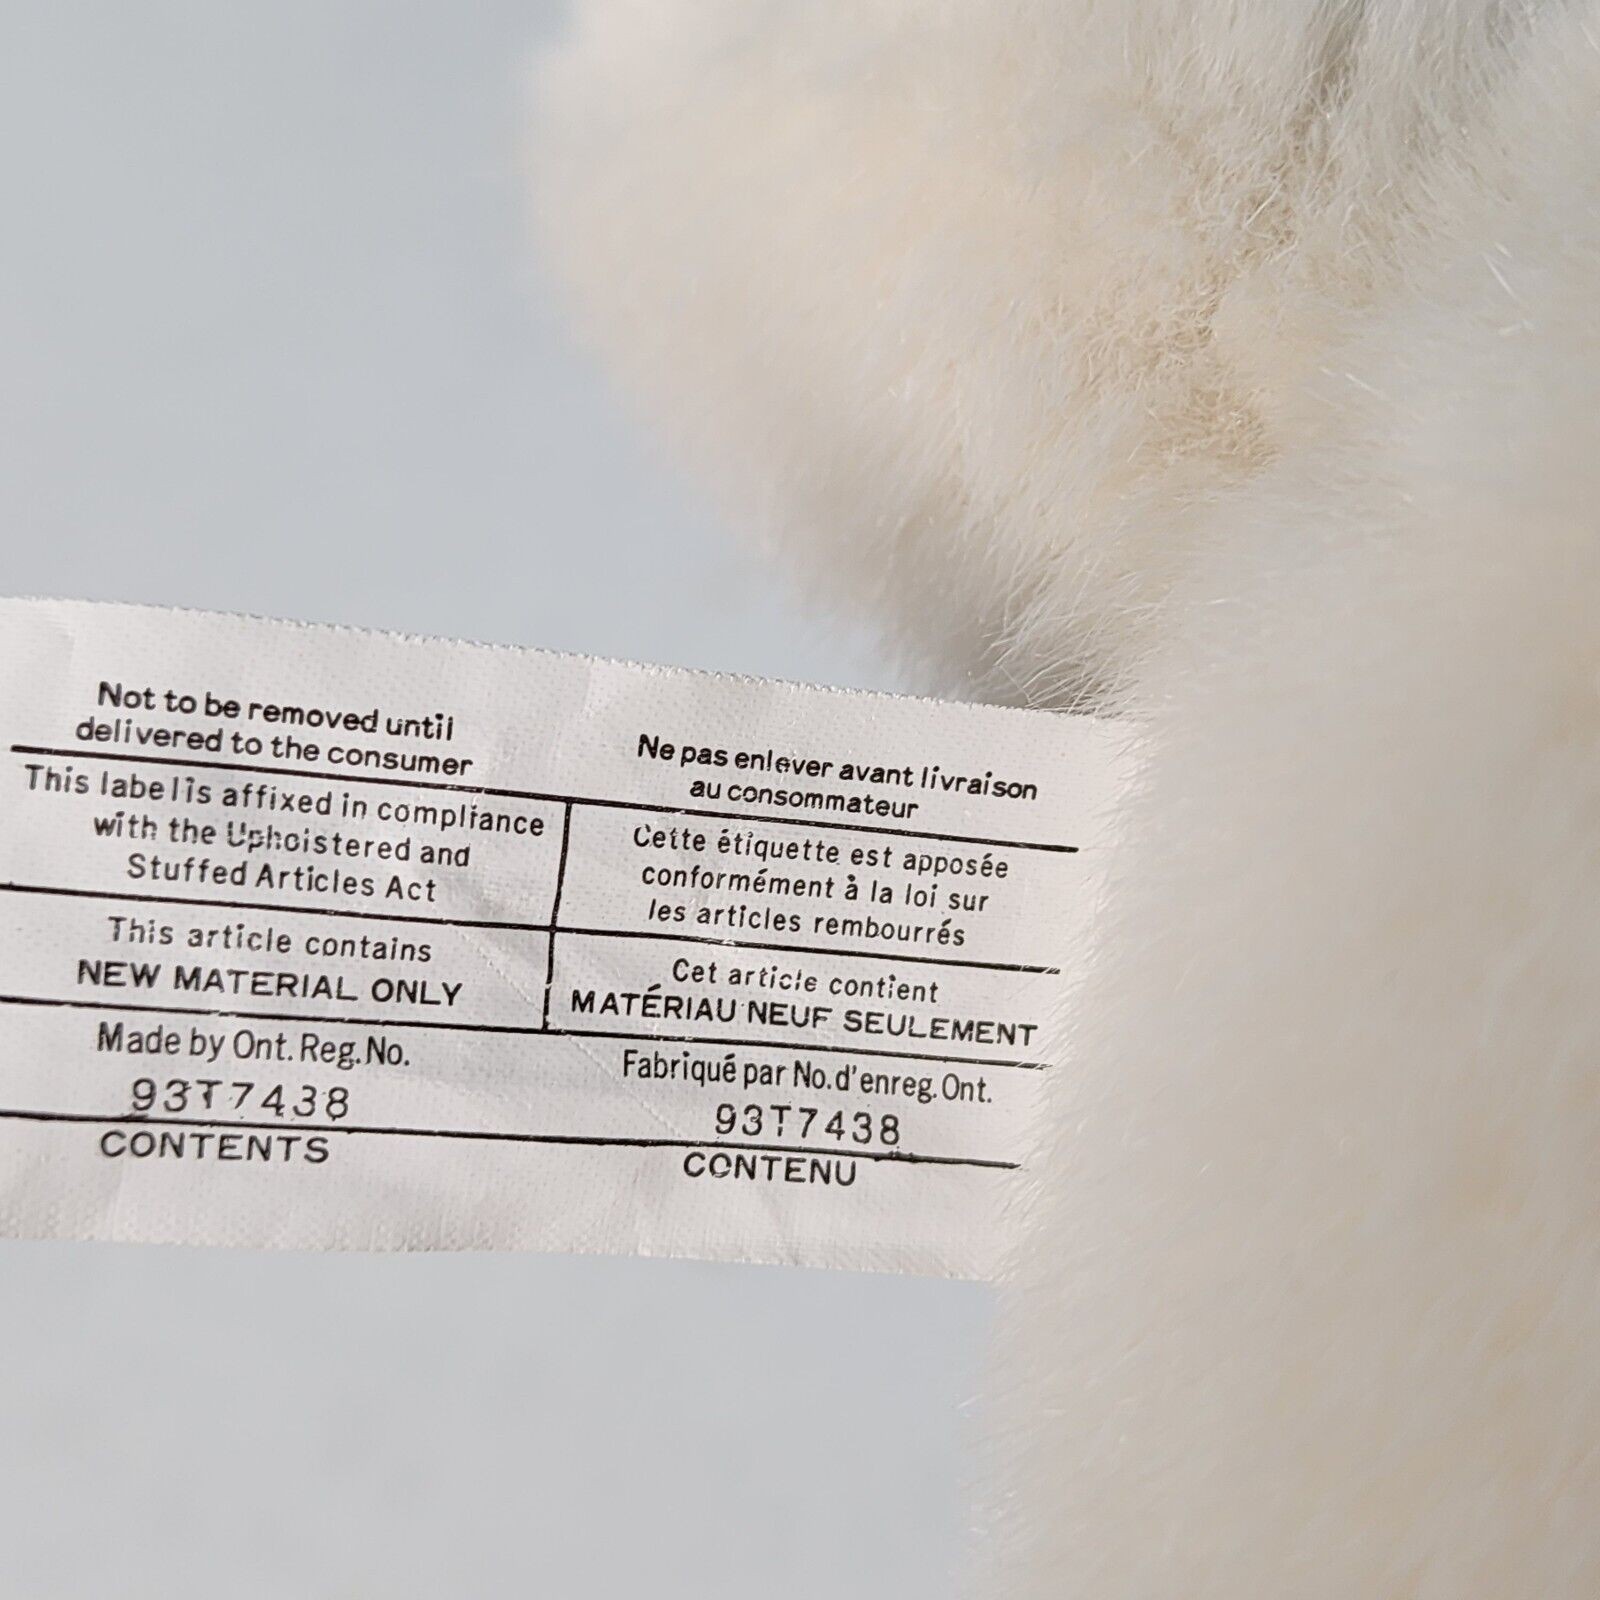 Not to be removed until
delivered to the consumer
This label is affixed in compliance
with the Upholstered and
Stuffed Articles Act
This article contains
NEW MATERIAL ONLY
Made by Ont. Reg. No.
93T7438
CONTENTS
Ne pas enlever avant livraison
au consommateur
Cette étiquette est apposée
conformément à la loi sur
les articles rembourrés
Cet article contient
MATÉRIAU NEUF SEULEMENT
Fabriqué par No. d'enreg. Ont.
93T7438
CONTENU